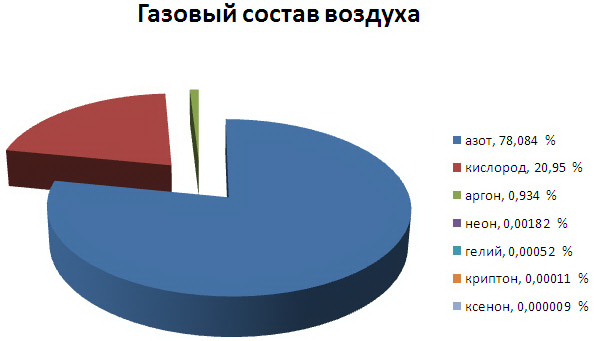 Газовый состав воздуха
азот, 78,084 %
кислород, 20,95 %
аргон, 0,934 %
неон, 0,00182 %
гелий, 0,00052 %
криптон, 0,00011 %
ксенон, 0,000009 %